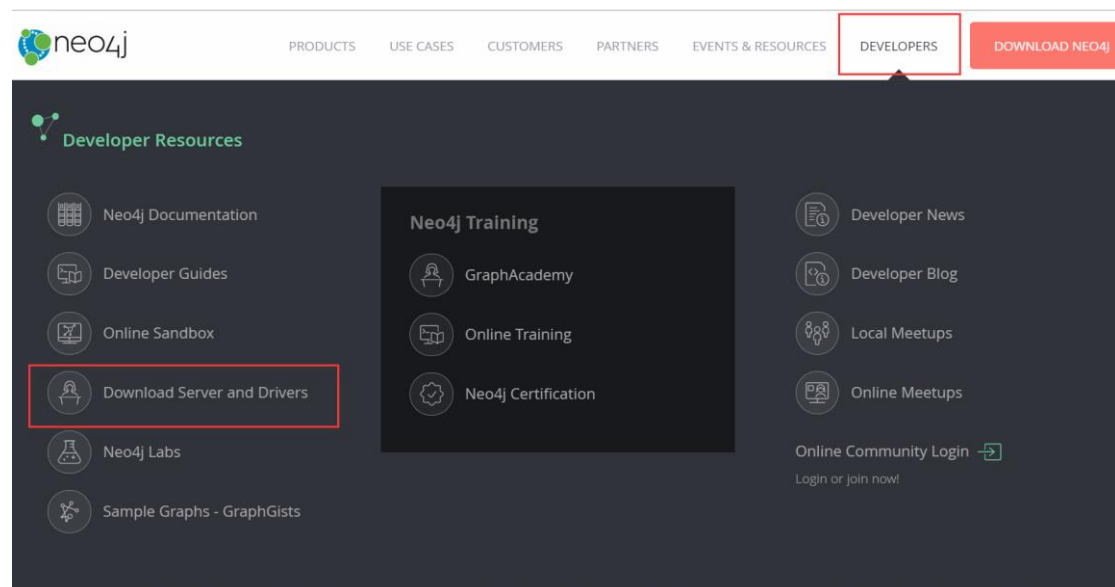 neo4j
PRODUCTS
USE CASES
CUSTOMERS
PARTNERS
EVENTS & RESOURCES
DEVELOPERS
DOWNLOAD NEO4J
Developer Resources
Neo4j Documentation
Developer Guides
Online Sandbox
Download Server and Drivers
Neo4j Labs
Sample Graphs - GraphGists
Neo4j Training
GraphAcademy
Online Training
Neo4j Certification
Developer News
Developer Blog
Local Meetups
Online Meetups
Online Community Login
Login or join now!